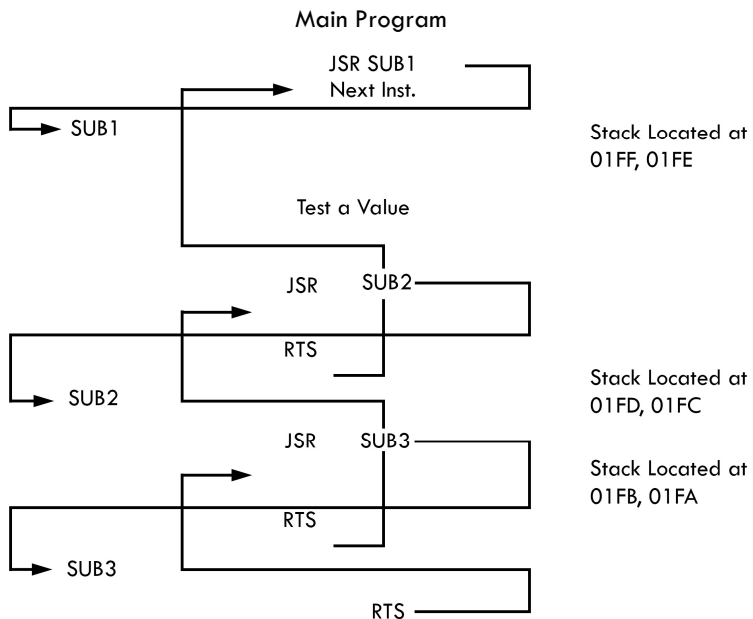 Main Program
JSR SUB1
Next Inst.
SUB1
Stack Located at
01FF, 01FE
Test a Value
JSR SUB2
RTS
SUB2
Stack Located at
01FD, 01FC
JSR SUB3
Stack Located at
01FB, 01FA
RTS
SUB3
RTS